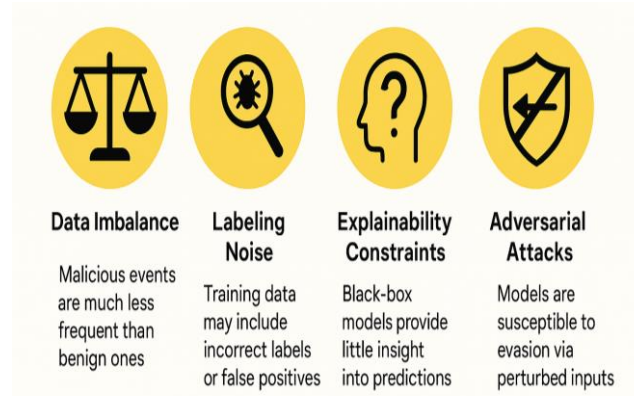 Data Imbalance
Malicious events
are much less
frequent than
benign ones
Labeling
Noise
Training data
may include
incorrect labels
or false positives
Explainability
Constraints
Black-box
models provide
little insight
into predictions
Adversarial
Attacks
Models are
susceptible to
evasion via
perturbed inputs